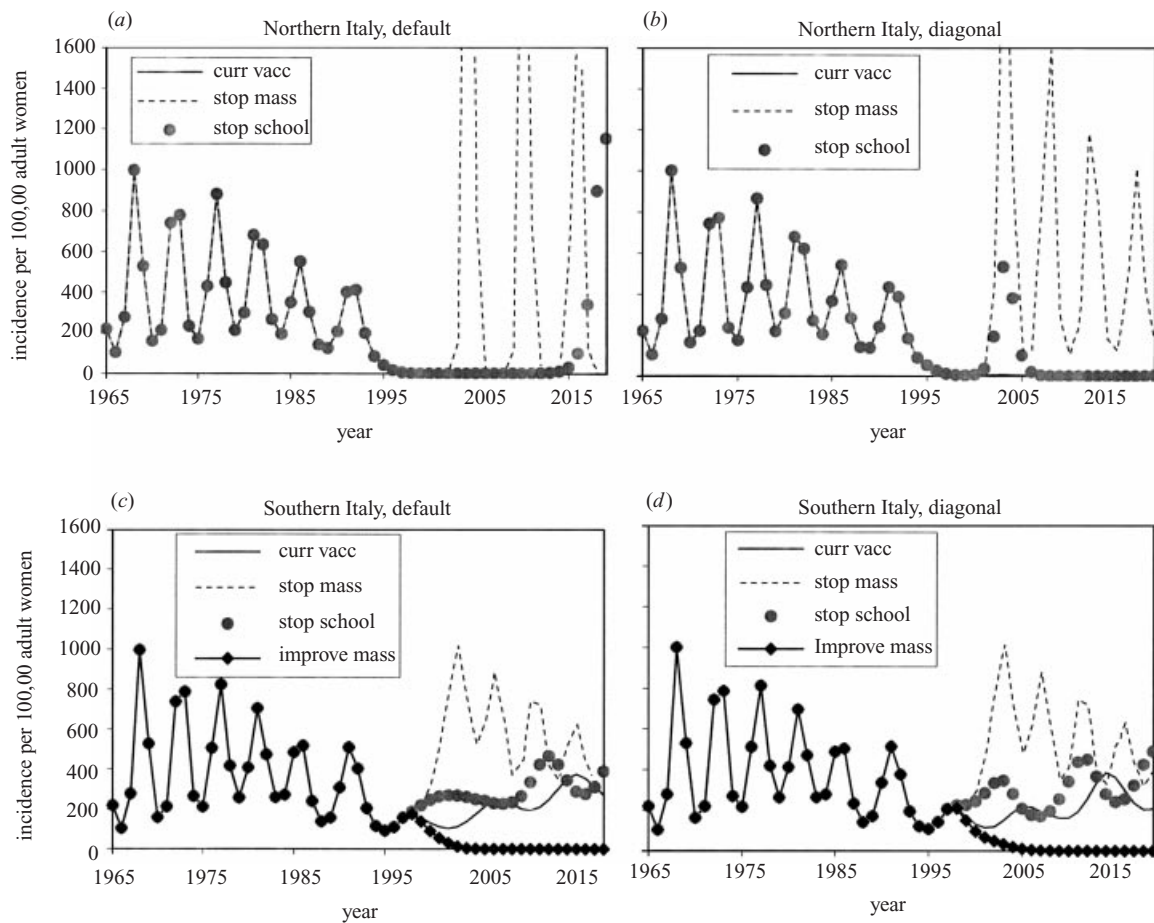 (a)
Northern Italy, default
1600
1400
1200
1000
800
600
400
200
0
incidence per 100,00 adult women
curr vacc
stop mass
stop school
1965 1975 1985 1995 2005 2015
year
(b)
Northern Italy, diagonal
curr vacc
stop mass
stop school
1965 1975 1985 1995 2005 2015
year
(c)
Southern Italy, default
1600
1400
1200
1000
800
600
400
200
0
incidence per 100,00 adult women
curr vacc
stop mass
stop school
improve mass
1965 1975 1985 1995 2005 2015
year
(d)
Southern Italy, diagonal
curr vacc
stop mass
stop school
Improve mass
1965 1975 1985 1995 2005 2015
year